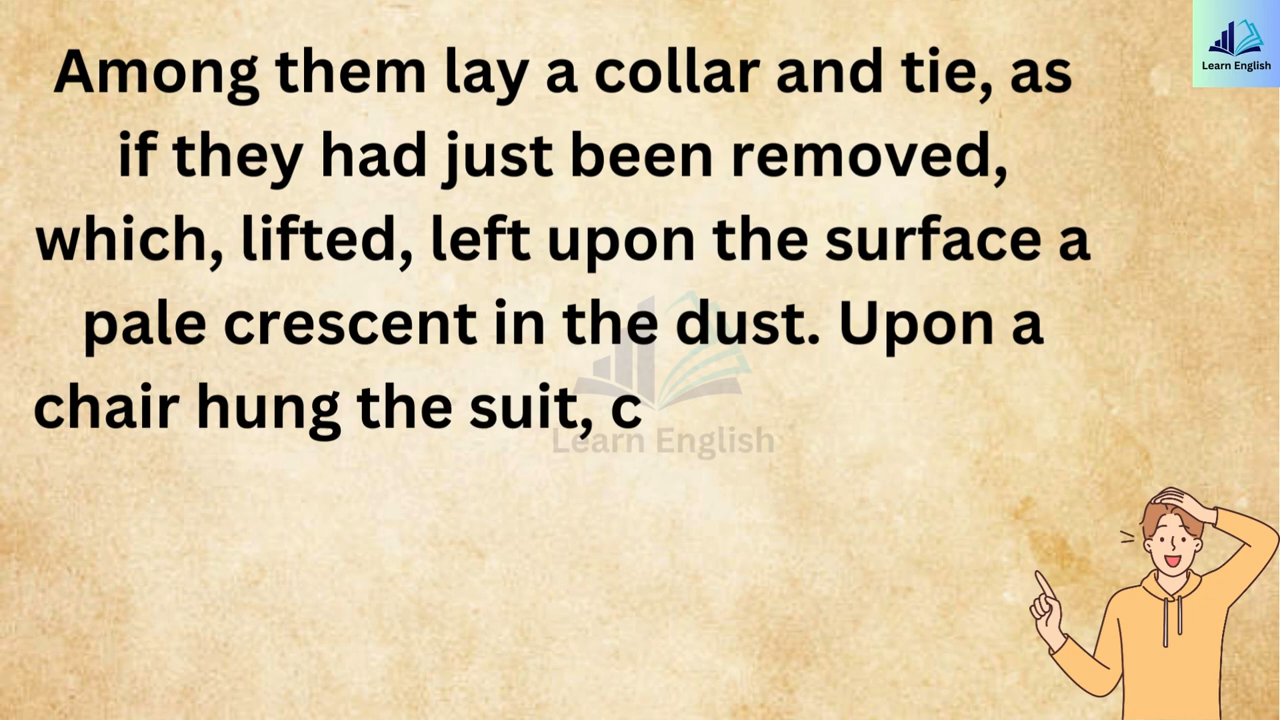 Among them lay a collar and tie, as
if they had just been removed,
which, lifted, left upon the surface a
pale crescent in the dust. Upon a
chair hung the suit, c
Learn English
Learn English